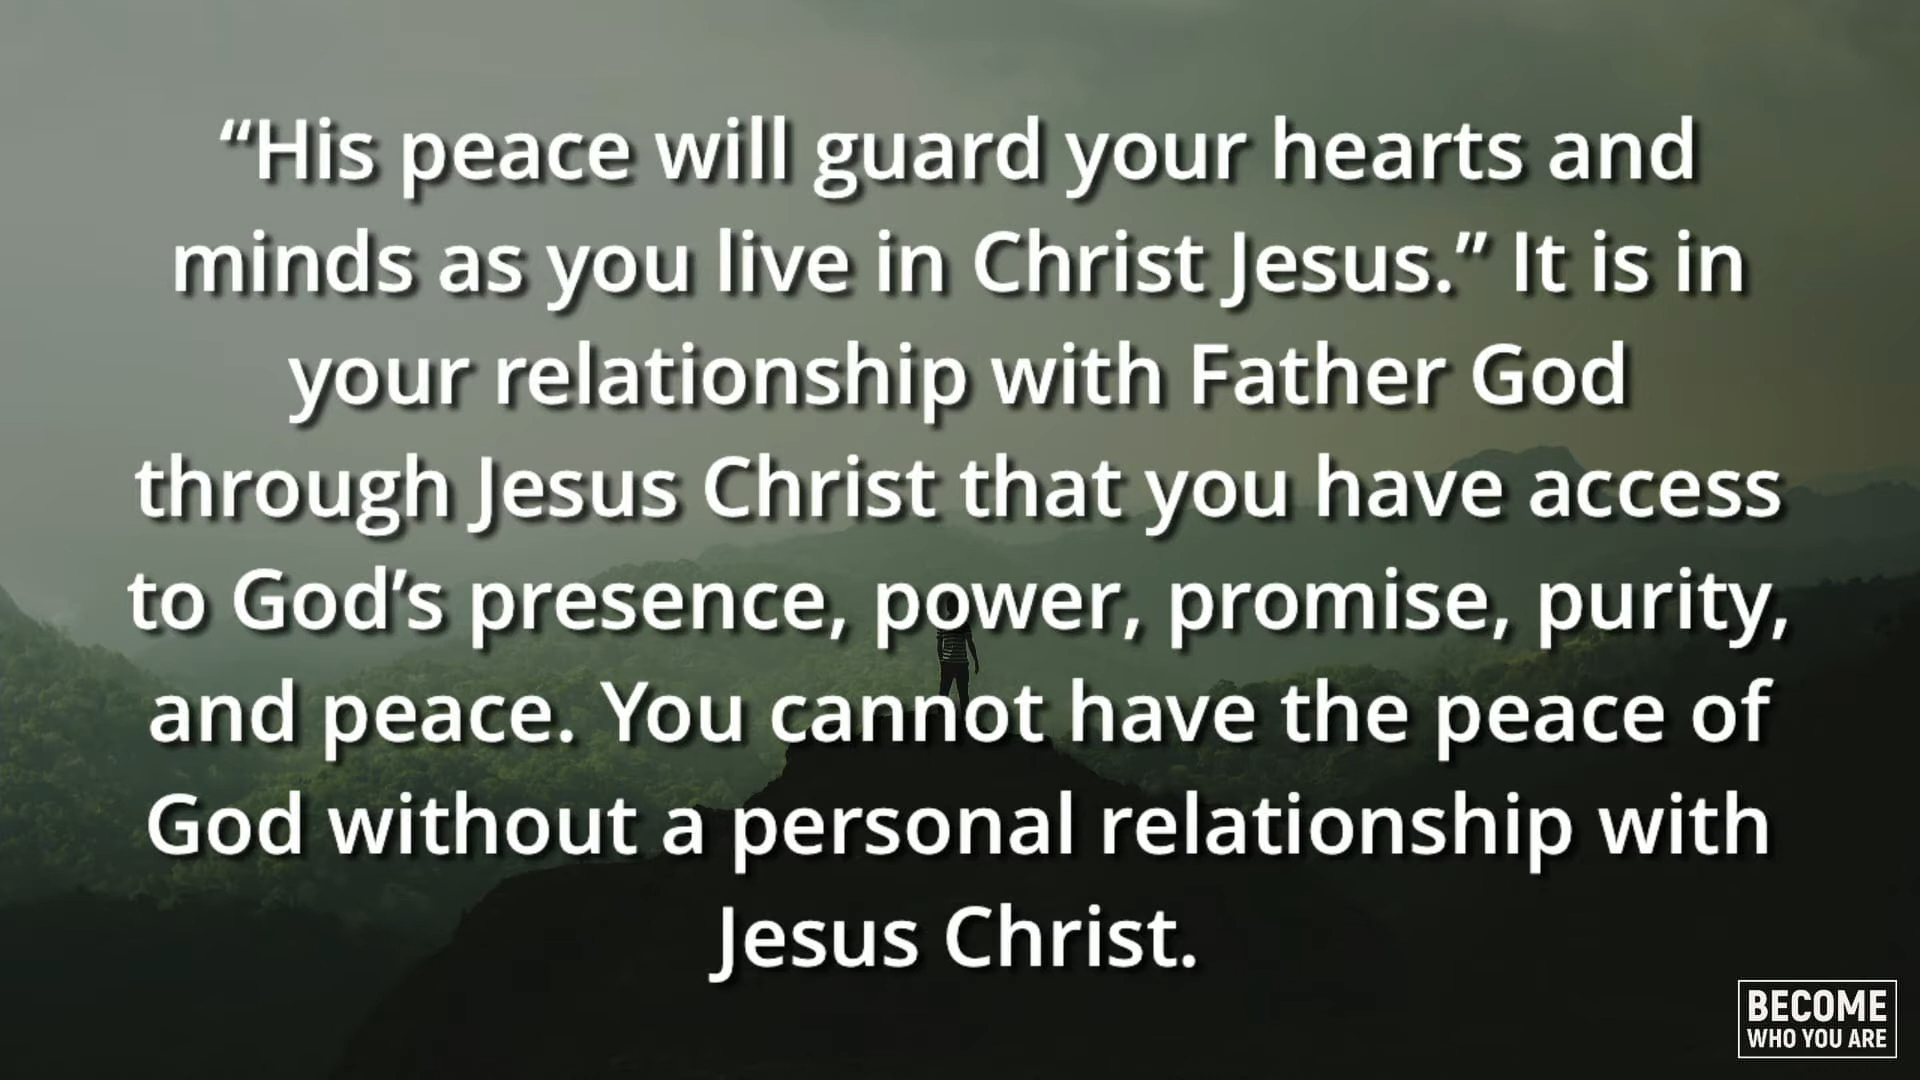 “His peace will guard your hearts and
minds as you live in Christ Jesus.” It is in
your relationship with Father God
through Jesus Christ that you have access
to God’s presence, power, promise, purity,
and peace. You cannot have the peace of
God without a personal relationship with
Jesus Christ.
BECOME
WHO YOU ARE